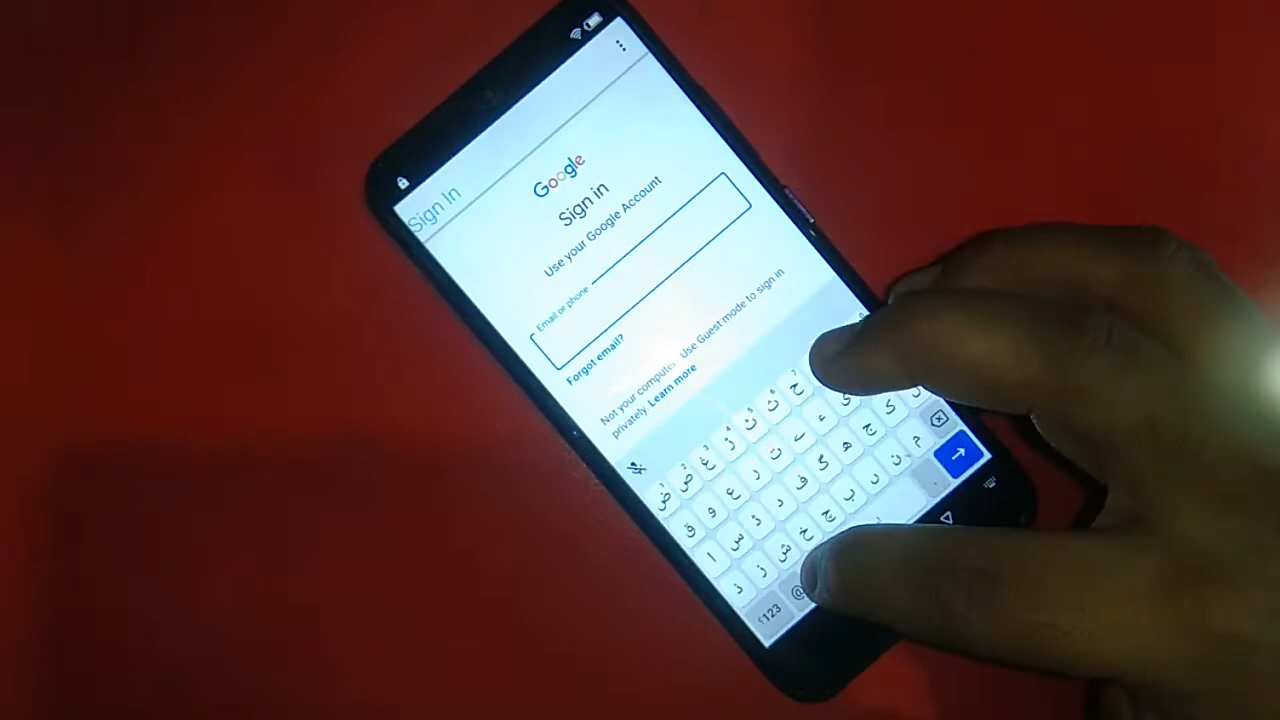 Sign In
Google
Sign in
Use your Google Account
Email or phone
Forgot email?
Not your computer Use Guest mode to sign in
privately. Learn more
ح
ق و ع ر ت ے ء ی
ا س ڑ د ف گ ھ ج ک
ذ ز ش خ چ ب ں ن م
؟123 @